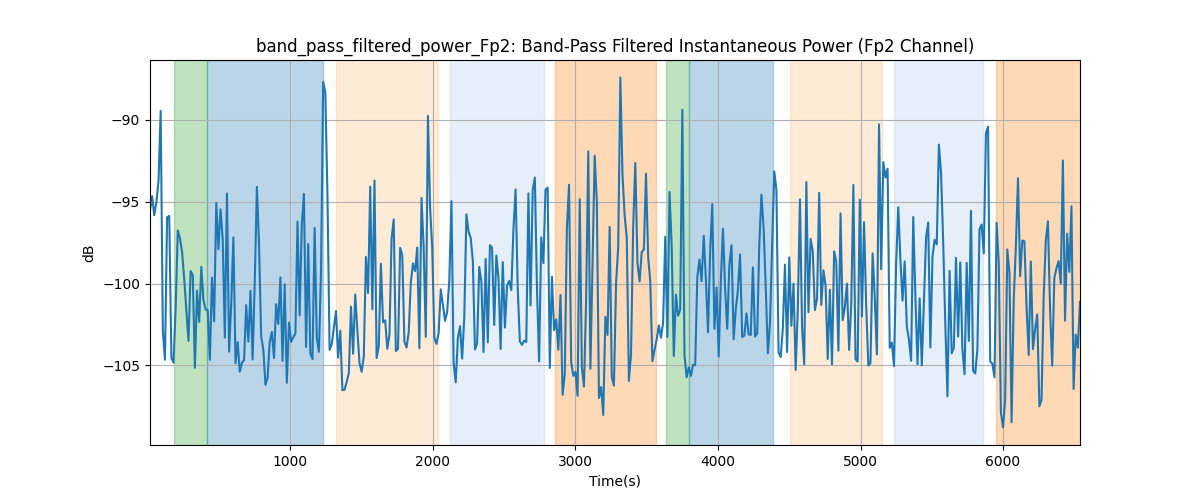 band_pass_filtered_power_Fp2: Band-Pass Filtered Instantaneous Power (Fp2 Channel)
−90
−95
−100
−105
dB
1000 2000 3000 4000 5000 6000
Time(s)